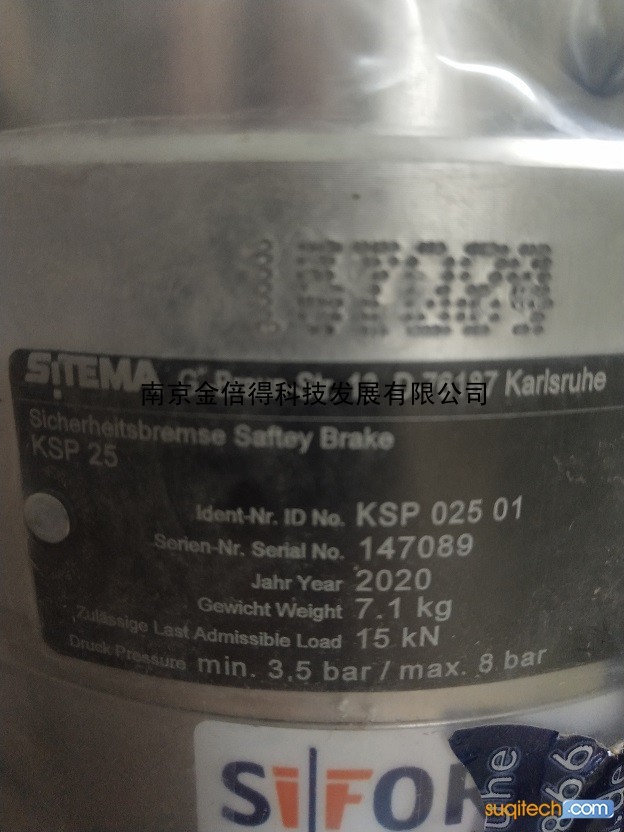 SiTEMA Karlsruhe
南京金倍得科技发展有限公司
Sicherheitsbremse Saftey Brake
KSP 25
Ident-Nr. ID No. KSP 025 01
Serien-Nr. Serial No. 147089
Jahr Year 2020
Gewicht Weight 7.1 kg
Zulässige Last Admissible Load 15 kN
Druck Pressure min. 3,5 bar / max. 8 bar
SiFOR
suqitech.com